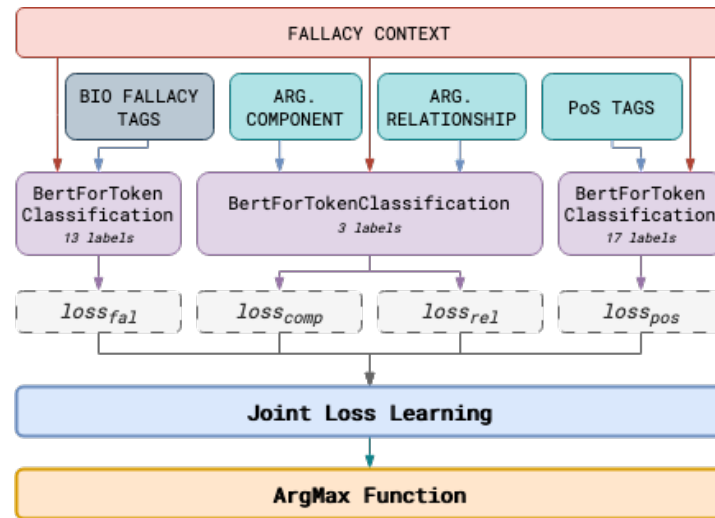 FALLACY CONTEXT
BIO FALLACY
TAGS
ARG.
COMPONENT
ARG.
RELATIONSHIP
PoS TAGS
BertForToken
Classification
13 labels
BertForTokenClassification
3 labels
BertForToken
Classification
17 labels
loss_fal
loss_comp
loss_rel
loss_pos
Joint Loss Learning
ArgMax Function